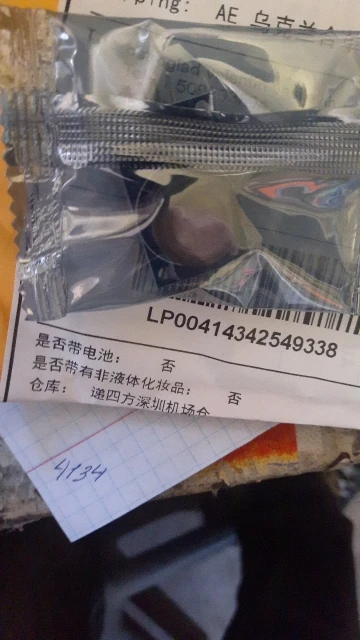 AE 乌克兰
LP00414342549338
是否带电池： 否
是否带有非液体化妆品： 否
仓库： 递四方深圳机场仓
4134